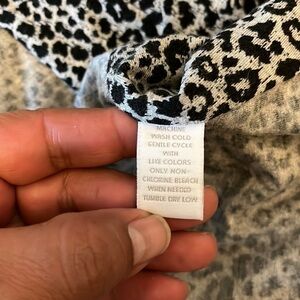 MACHINE
WASH COLD
GENTLE CYCLE
WITH
LIKE COLORS
ONLY NON-
CHLORINE BLEACH
WHEN NEEDED
TUMBLE DRY LOW